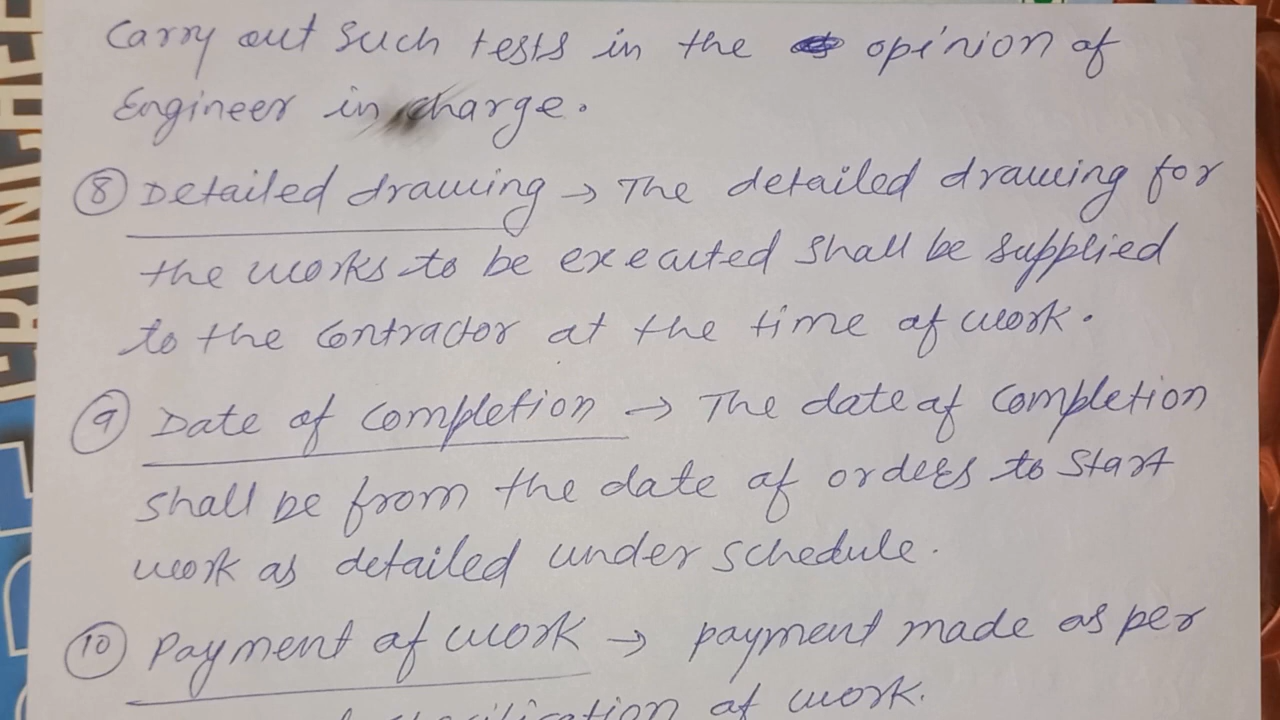 Carry out such tests in the opinion of
Engineer in charge.
⑧ Detailed drawing → The detailed drawing for
the works to be executed shall be supplied
to the contractor at the time of work.
⑨ Date of completion → The date of completion
shall be from the date of orders to start
work as detailed under schedule.
⑩ Payment of work → payment made as per
of work.